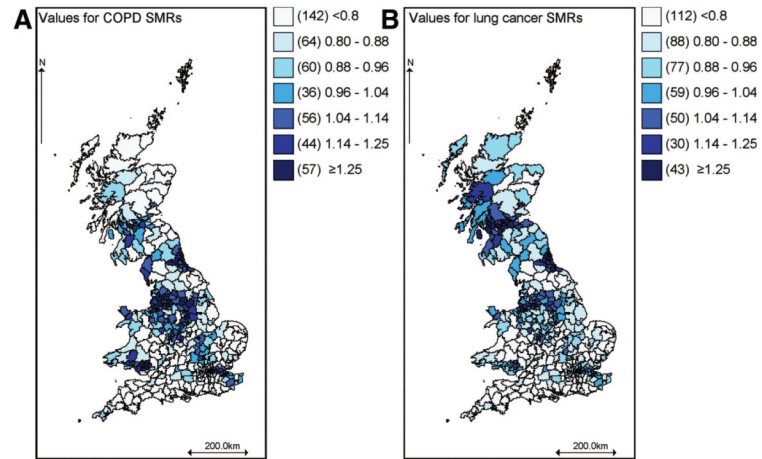 A
Values for COPD SMRs
N
200.0km
(142) <0.8
(64) 0.80 - 0.88
(60) 0.88 - 0.96
(36) 0.96 - 1.04
(56) 1.04 - 1.14
(44) 1.14 - 1.25
(57) ≥1.25
B
Values for lung cancer SMRs
N
200.0km
(112) <0.8
(88) 0.80 - 0.88
(77) 0.88 - 0.96
(59) 0.96 - 1.04
(50) 1.04 - 1.14
(30) 1.14 - 1.25
(43) ≥1.25